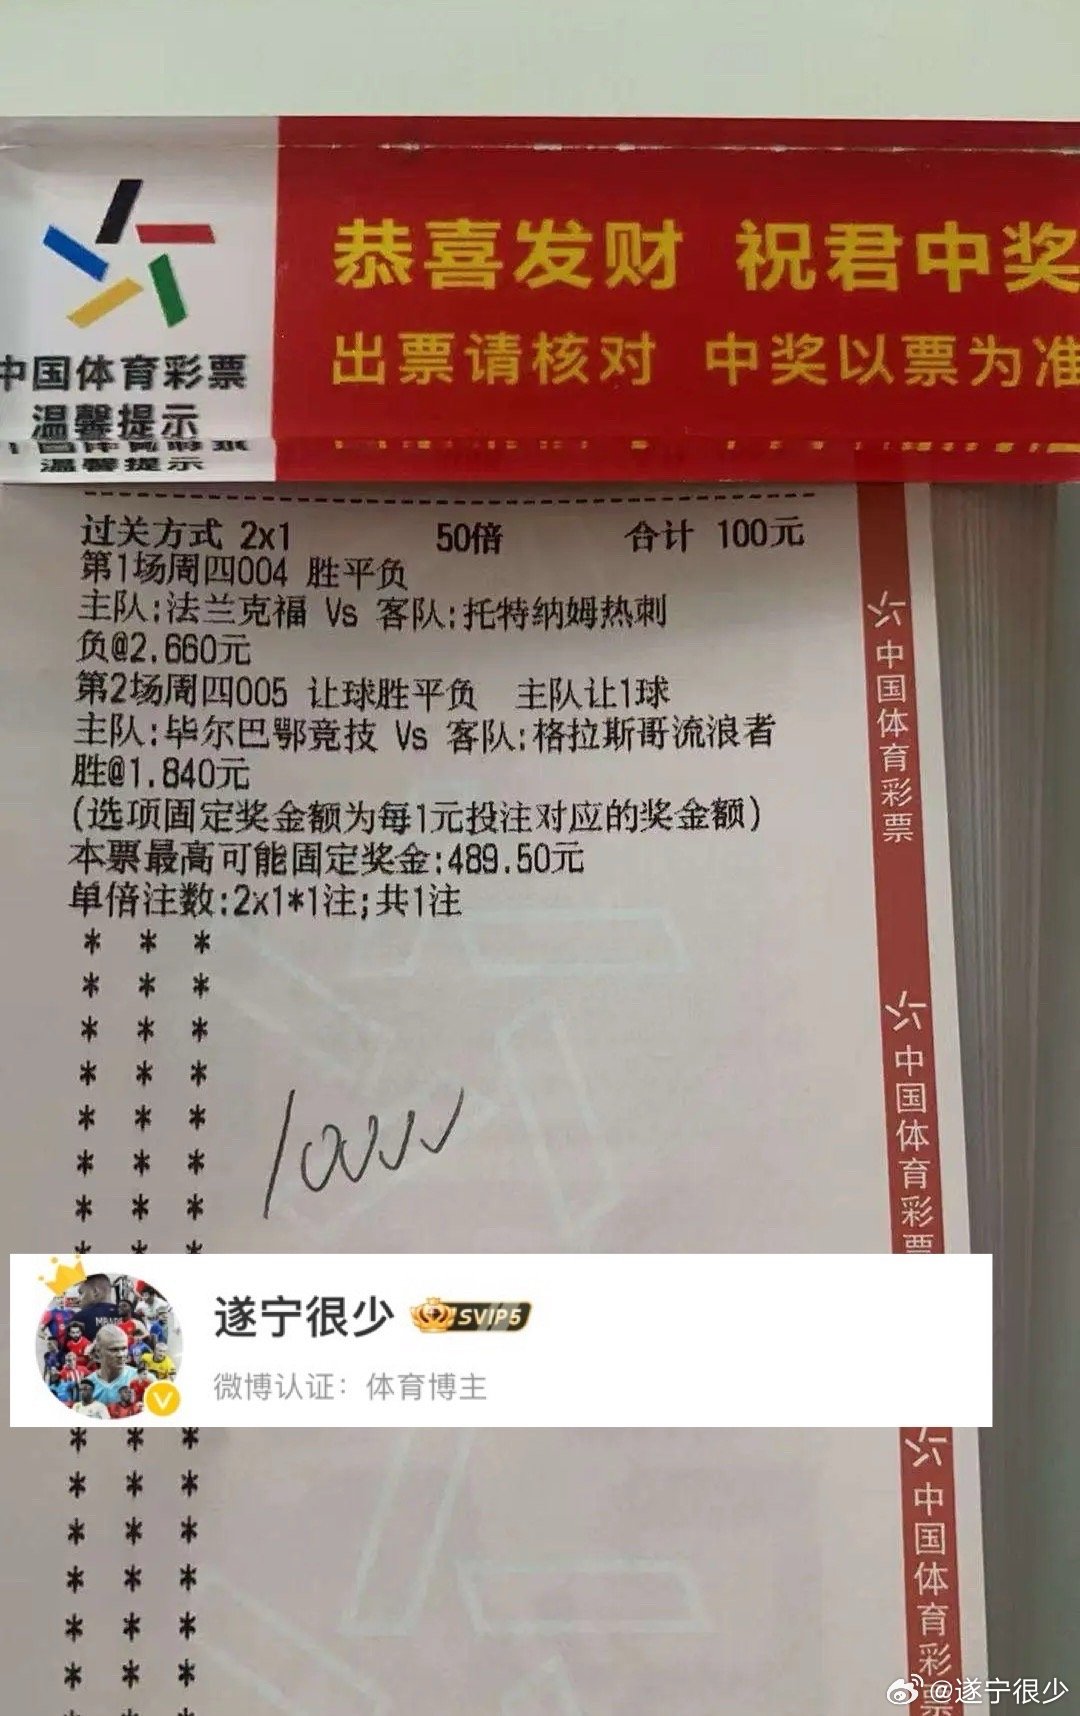 恭喜发财 祝君中奖
出票请核对 中奖以票为准
中国体育彩票
温馨提示
温馨提示
过关方式 2x1 50倍 合计 100元
第1场周四004 胜平负
主队:法兰克福 Vs 客队:托特纳姆热刺
负@2.660元
第2场周四005 让球胜平负 主队让1球
主队:毕尔巴鄂竞技 Vs 客队:格拉斯哥流浪者
胜@1.840元
(选项固定奖金额为每1元投注对应的奖金额)
本票最高可能固定奖金:489.50元
单倍注数:2x1*1注;共1注
* * *
* * *
* * *
* * *
* * *
* * *
* * *
* * *
遂宁很少 SVIP5
微博认证：体育博主
* * *
* * *
* * *
* * *
* * *
* * *
* * *
中国体育彩票
中国体育彩票
中国体育彩票
@遂宁很少